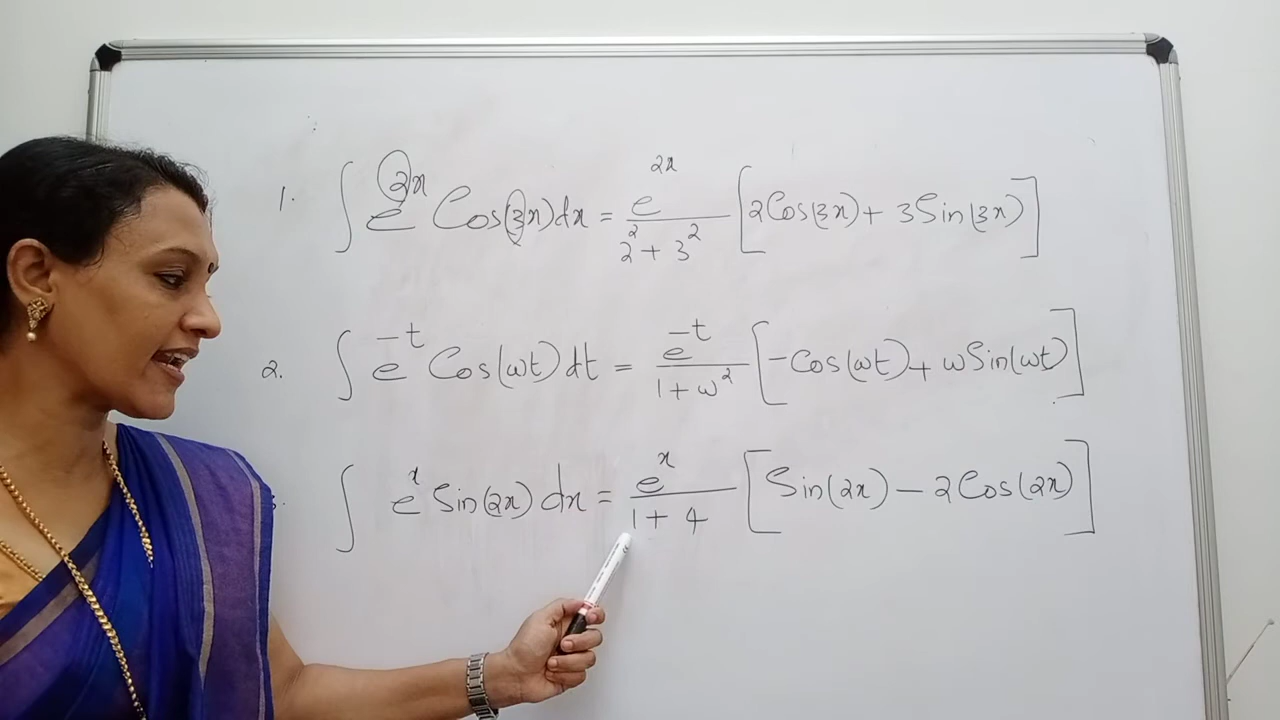 1. ∫ e^{2x} Cos(3x)dx = e^{2x} / (2² + 3²) [2Cos(3x) + 3Sin(3x)]
2. ∫ e^{-t} Cos(ωt) dt = e^{-t} / (1 + ω²) [-Cos(ωt) + ωSin(ωt)]
∫ e^{x} Sin(2x) dx = e^{x} / (1 + 4) [Sin(2x) - 2Cos(2x)]